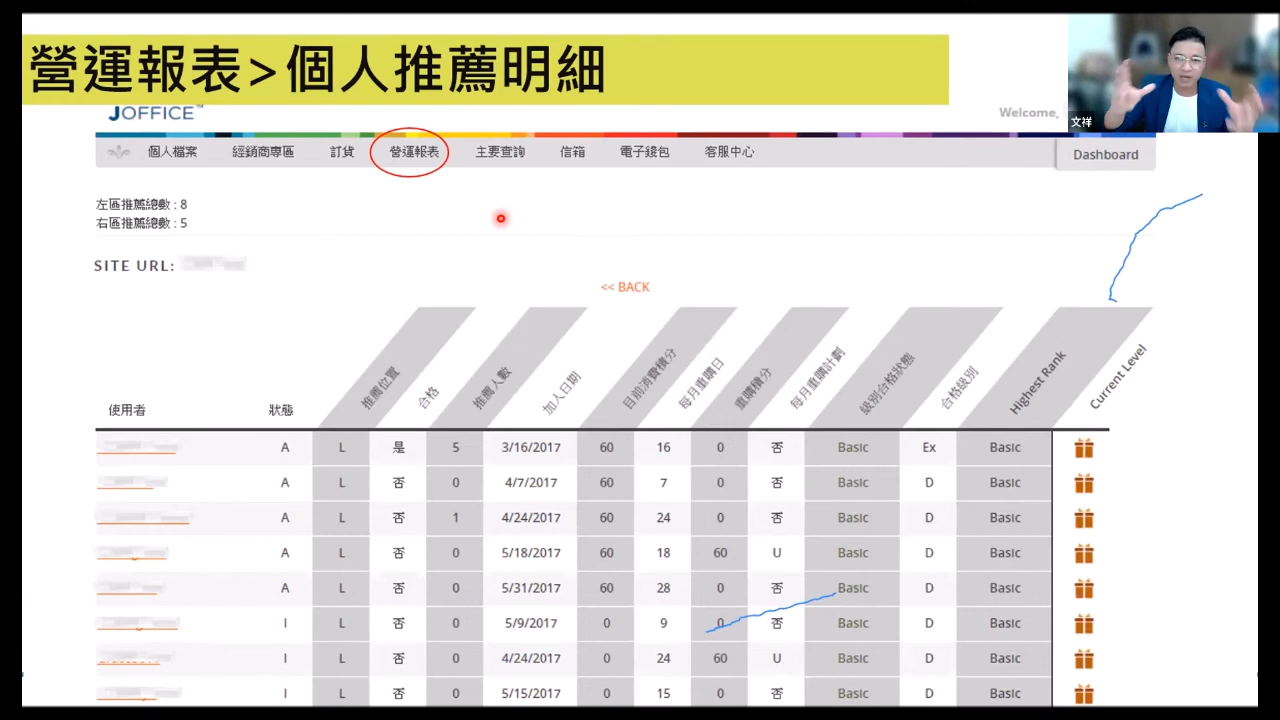 營運報表>個人推薦明細
JOFFICE™
Welcome,
文祥
個人檔案 經銷商專區 訂貨 營運報表 主要查詢 信箱 電子錢包 客服中心 Dashboard
左區推薦總數 : 8
右區推薦總數 : 5
SITE URL:
<< BACK
使用者 狀態 推薦位置 合格 推薦人數 加入日期 目前消費積分 每月重購日 重購積分 每月重購計劃 級別合格狀態 合格級別 Highest Rank Current Level
A L 是 5 3/16/2017 60 16 0 否 Basic Ex Basic
A L 否 0 4/7/2017 60 7 0 否 Basic D Basic
A L 否 1 4/24/2017 60 24 0 否 Basic D Basic
A L 否 0 5/18/2017 60 18 60 U Basic D Basic
A L 否 0 5/31/2017 60 28 0 否 Basic D Basic
I L 否 0 5/9/2017 0 9 0 否 Basic D Basic
I L 否 0 4/24/2017 0 24 60 U Basic D Basic
I L 否 0 5/15/2017 0 15 0 否 Basic D Basic